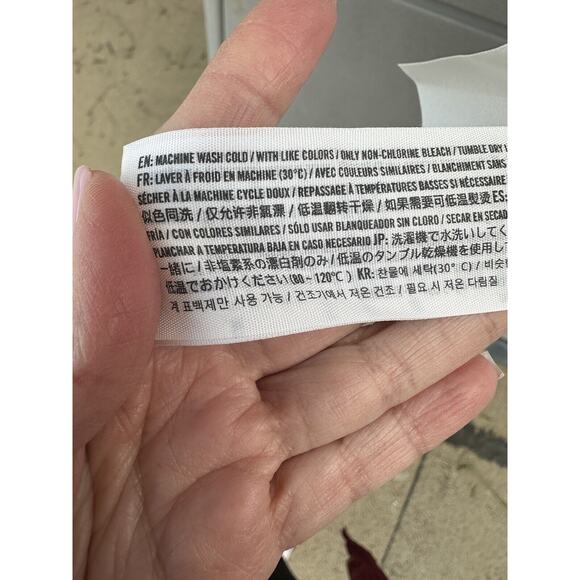 EN: MACHINE WASH COLD / WITH LIKE COLORS / ONLY NON-CHLORINE BLEACH / TUMBLE DRY
FR: LAVER À FROID EN MACHINE (30°C) / AVEC COULEURS SIMILAIRES / BLANCHIMENT SANS
SÉCHER À LA MACHINE CYCLE DOUX / REPASSAGE À TEMPÉRATURES BASSES SI NÉCESSAIRE
似色同洗 / 仅允许非氯漂 / 低温翻转干燥 / 如果需要可低温熨烫 ES:
FRÍA / CON COLORES SIMILARES / SÓLO USAR BLANQUEADOR SIN CLORO / SECAR EN SECAD
PLANCHAR A TEMPERATURA BAJA EN CASO NECESARIO JP: 洗濯機で水洗いしてく
一緒に / 非塩素系の漂白剤のみ / 低温のタンブル乾燥機を使用し
低温でおかけください (80~120°C) KR: 찬물에 세탁(30° C) / 비슷한
격 표백제만 사용 가능 / 건조기에서 저온 건조 / 필요 시 저온 다림질